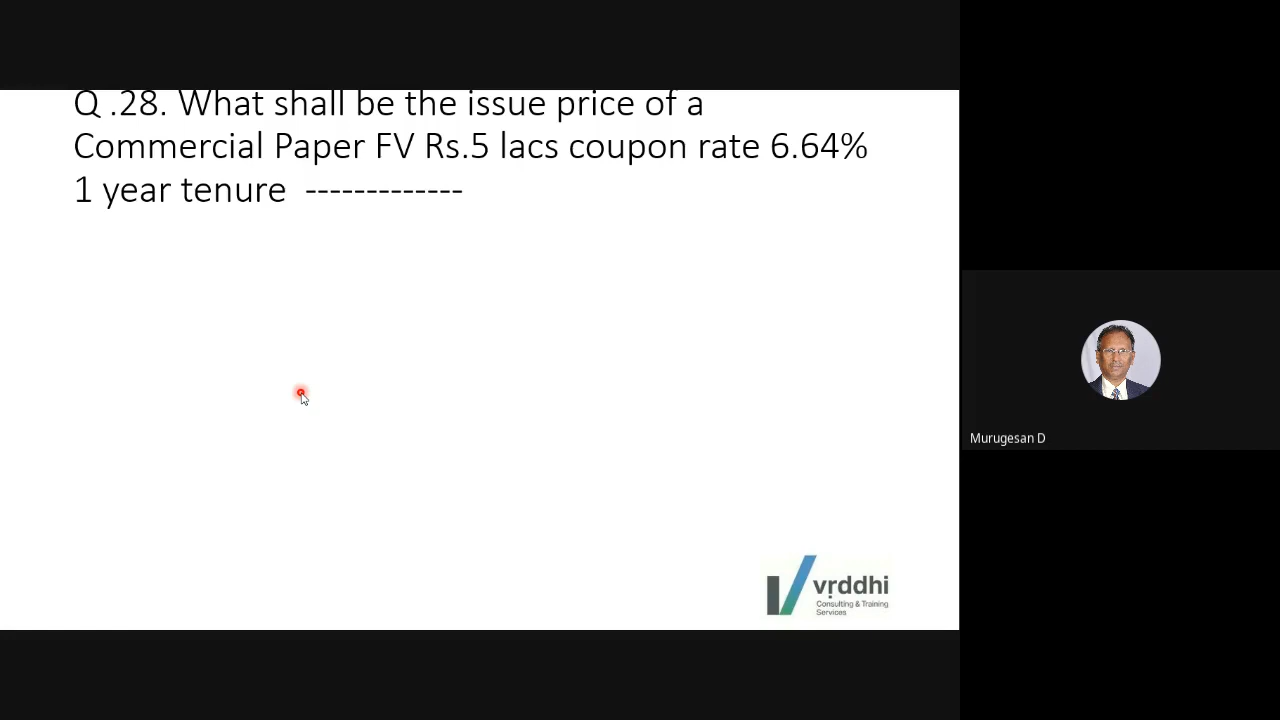 Q .28. What shall be the issue price of a
Commercial Paper FV Rs.5 lacs coupon rate 6.64%
1 year tenure -------------
Murugesan D
vṛddhi
Consulting & Training
Services